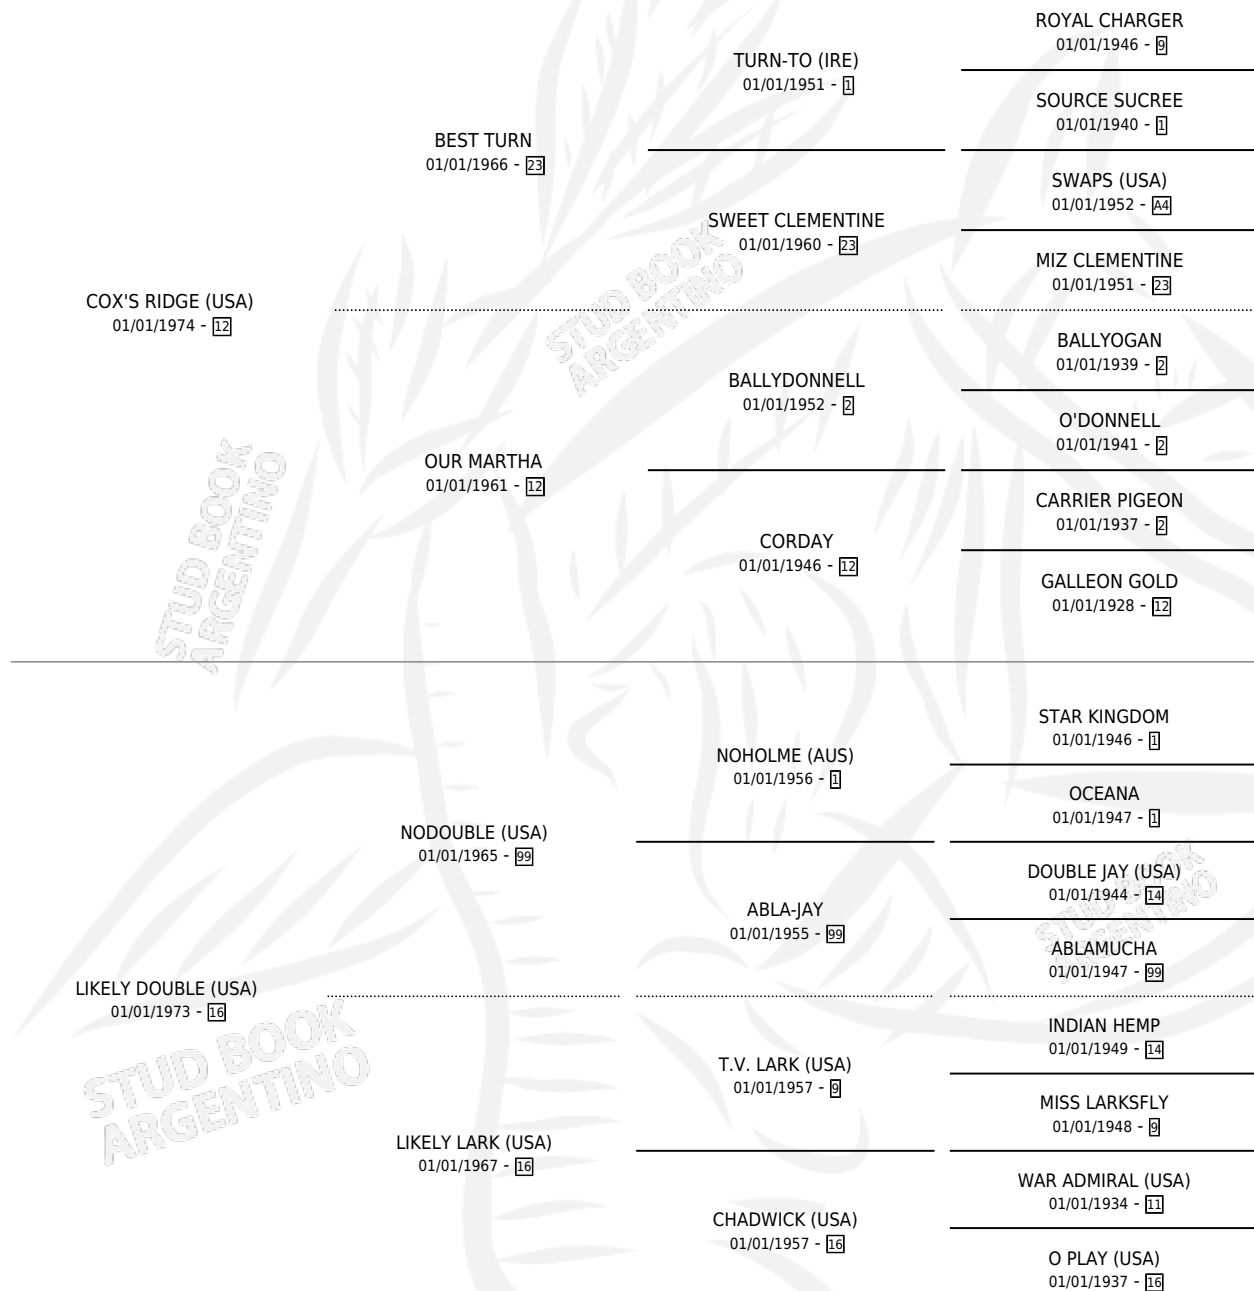 ROYAL CHARGER
01/01/1946 - 9
TURN-TO (IRE)
01/01/1951 - 1
SOURCE SUCREE
01/01/1940 - 1
BEST TURN
01/01/1966 - 23
SWAPS (USA)
01/01/1952 - A4
SWEET CLEMENTINE
01/01/1960 - 23
MIZ CLEMENTINE
01/01/1951 - 23
STUD BOOK
ARGENTINO
COX'S RIDGE (USA)
01/01/1974 - 12
BALLYOGAN
01/01/1939 - 2
BALLYDONNELL
01/01/1952 - 2
O'DONNELL
01/01/1941 - 2
OUR MARTHA
01/01/1961 - 12
STUD BOOK
ARGENTINO
CARRIER PIGEON
01/01/1937 - 2
CORDAY
01/01/1946 - 12
GALLEON GOLD
01/01/1928 - 12
STAR KINGDOM
01/01/1946 - 1
NOHOLME (AUS)
01/01/1956 - 1
OCEANA
01/01/1947 - 1
NODOUBLE (USA)
01/01/1965 - 99
DOUBLE JAY (USA)
01/01/1944 - 14
STUD BOOK
ARGENTINO
ABLA-JAY
01/01/1955 - 99
ABLAMUCHA
01/01/1947 - 99
LIKELY DOUBLE (USA)
01/01/1973 - 16
STUD BOOK
ARGENTINO
INDIAN HEMP
01/01/1949 - 14
T.V. LARK (USA)
01/01/1957 - 9
MISS LARKSFLY
01/01/1948 - 9
LIKELY LARK (USA)
01/01/1967 - 16
WAR ADMIRAL (USA)
01/01/1934 - 11
CHADWICK (USA)
01/01/1957 - 16
O PLAY (USA)
01/01/1937 - 16